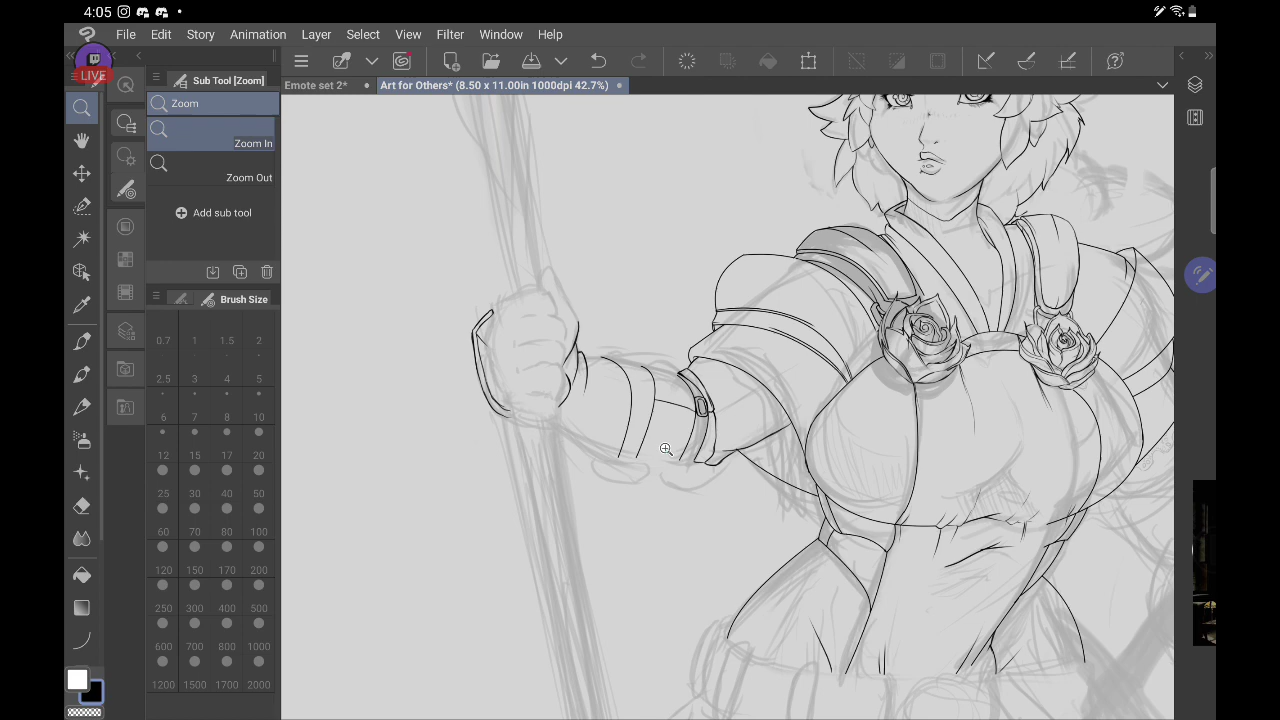 4:05
File Edit Story Animation Layer Select View Filter Window Help
LIVE
Sub Tool [Zoom]
Emote set 2*
Art for Others* (8.50 x 11.00in 1000dpi 42.7%)
Zoom
Zoom In
Zoom Out
Add sub tool
Brush Size
0.7 1 1.5 2
2.5 3 4 5
6 7 8 10
12 15 17 20
25 30 40 50
60 70 80 100
120 150 170 200
250 300 400 500
600 700 800 1000
1200 1500 1700 2000